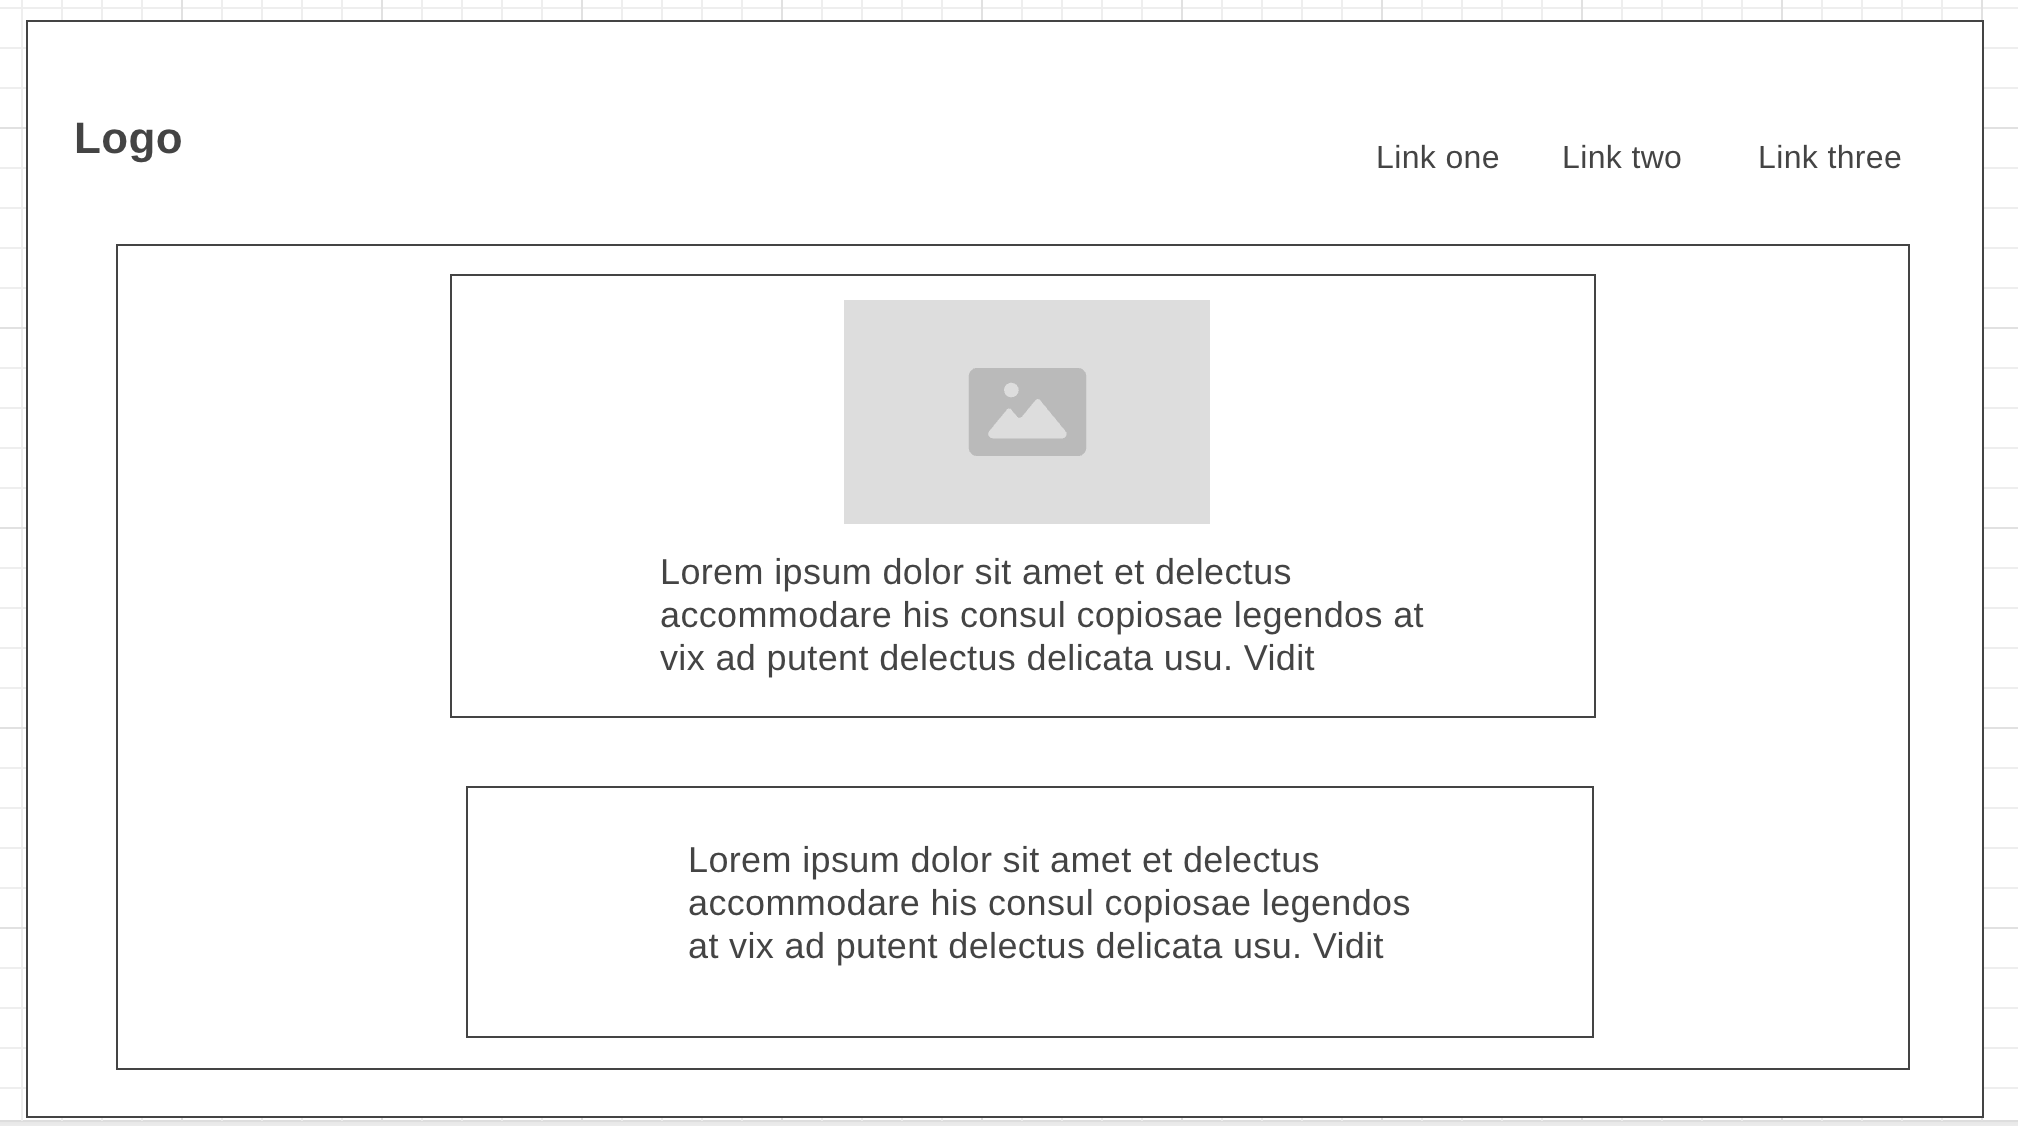 Logo
Link one Link two Link three
Lorem ipsum dolor sit amet et delectus
accommodare his consul copiosae legendos at
vix ad putent delectus delicata usu. Vidit
Lorem ipsum dolor sit amet et delectus
accommodare his consul copiosae legendos
at vix ad putent delectus delicata usu. Vidit